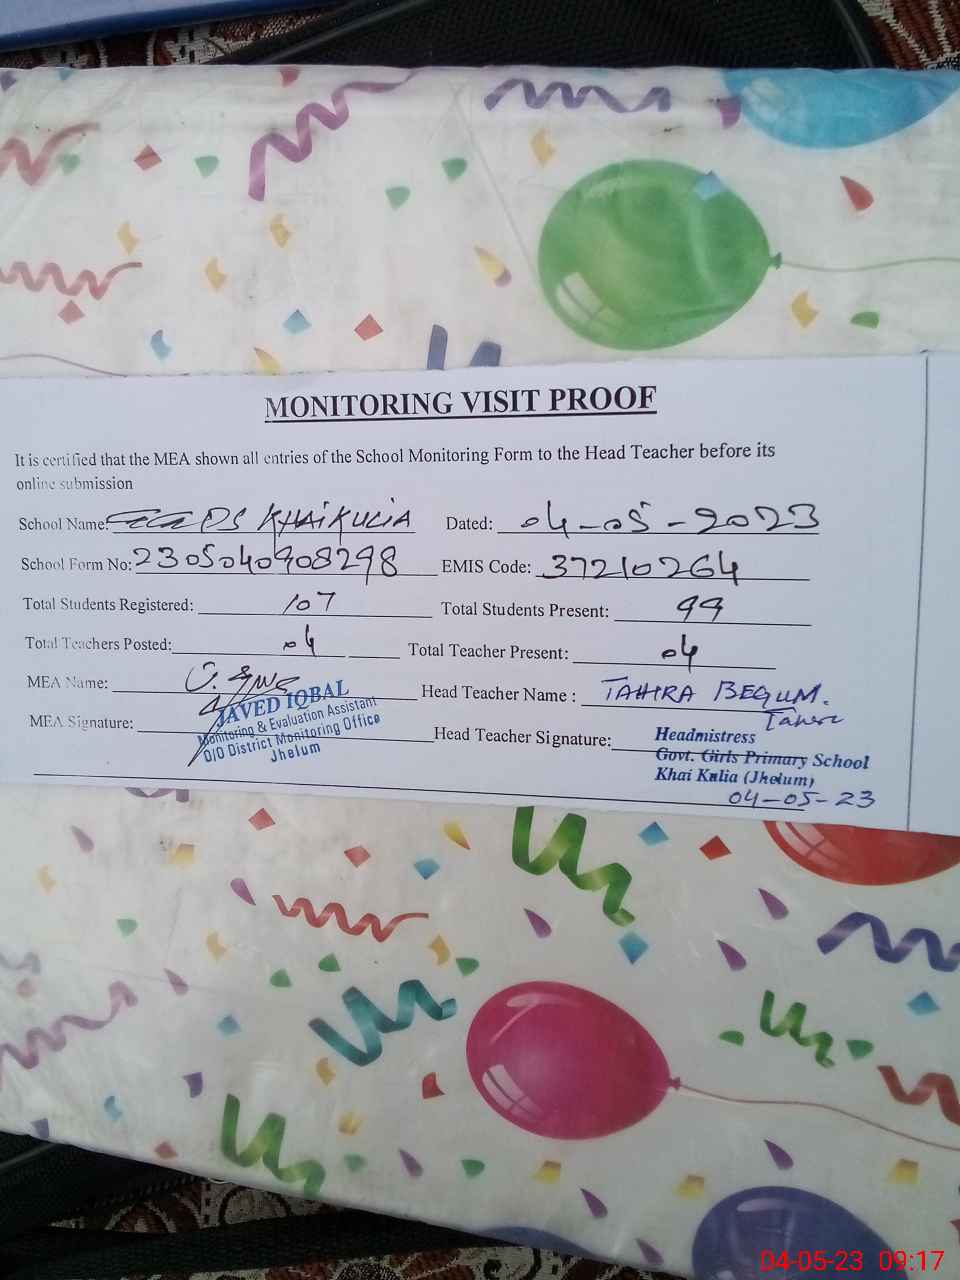 MONITORING VISIT PROOF
It is certified that the MEA shown all entries of the School Monitoring Form to the Head Teacher before its
online submission
School Name: PS KHAIKULIA Dated: 04-05-2023
School Form No: 2305040908298 EMIS Code: 37210264
Total Students Registered: 107 Total Students Present: 99
Total Teachers Posted: 04 Total Teacher Present: 04
MEA Name: Head Teacher Name : TAHIRA BEGUM.
MEA Signature: JAVED IQBAL
Monitoring & Evaluation Assistant
O/O District Monitoring Office
Jhelum
Head Teacher Signature:
Headmistress
Govt. Girls Primary School
Khai Kulia (Jhelum)
04-05-23
04-05-23 09:17